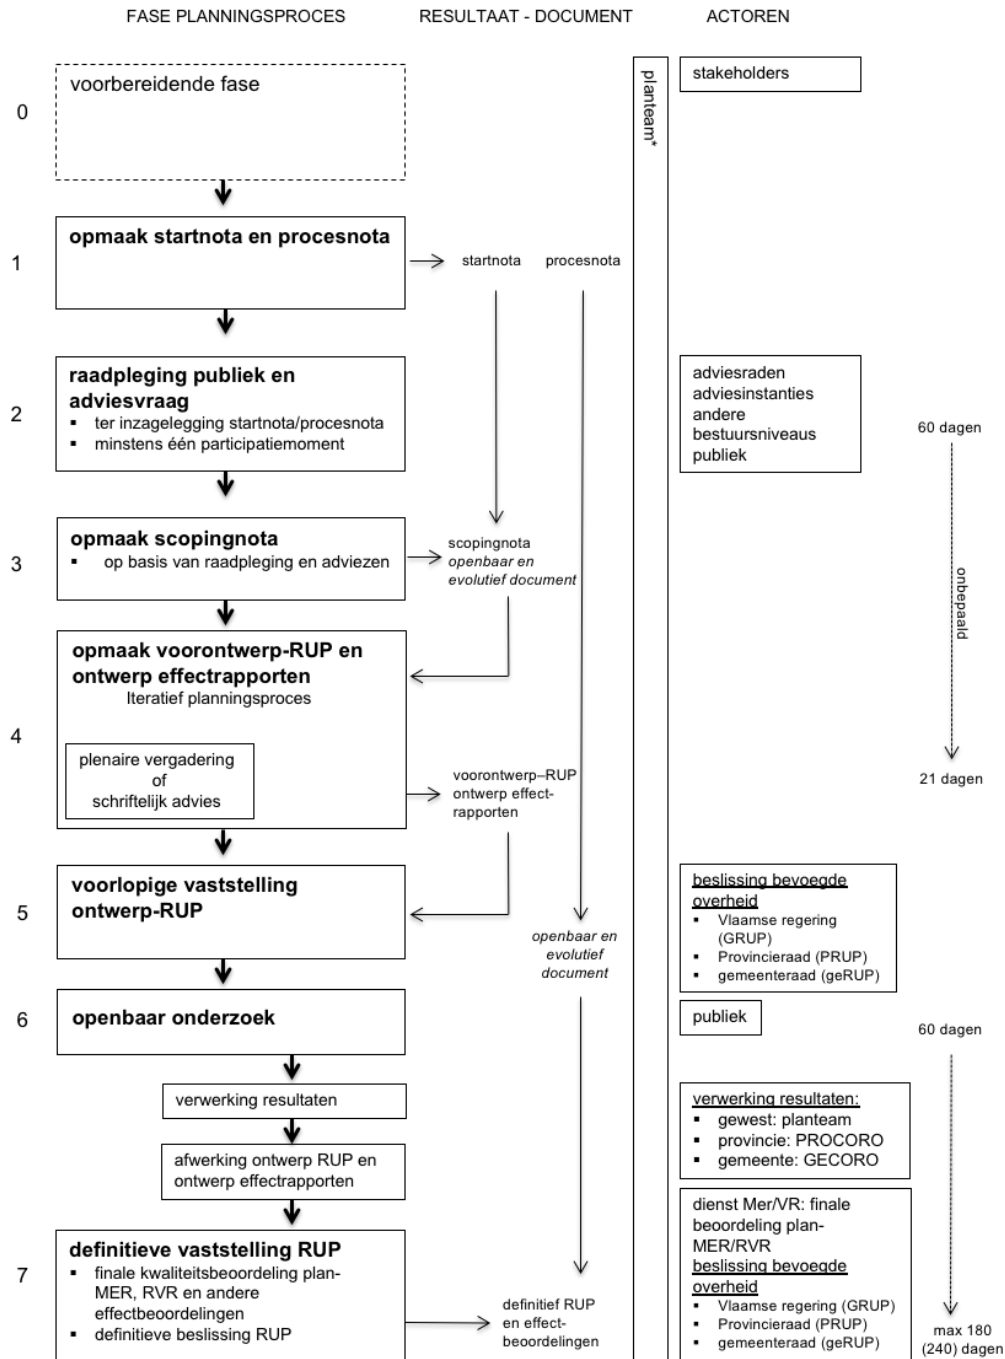 FASE PLANNINGSPROCES
RESULTAAT - DOCUMENT
ACTOREN
0
voorbereidende fase
planteam*
stakeholders
1
opmaak startnota en procesnota
startnota
procesnota
2
raadpleging publiek en
adviesvraag
▪ ter inzagelegging startnota/procesnota
▪ minstens één participatiemoment
adviesraden
adviesinstanties
andere
bestuursniveaus
publiek
60 dagen
3
opmaak scopingnota
▪ op basis van raadpleging en adviezen
scopingnota
openbaar en
evolutief document
onbepaald
4
opmaak voorontwerp-RUP en
ontwerp effectrapporten
Iteratief planningsproces
plenaire vergadering
of
schriftelijk advies
voorontwerp–RUP
ontwerp effect-
rapporten
21 dagen
5
voorlopige vaststelling
ontwerp-RUP
openbaar en
evolutief
document
beslissing bevoegde
overheid
▪ Vlaamse regering
(GRUP)
▪ Provincieraad (PRUP)
▪ gemeenteraad (geRUP)
6
openbaar onderzoek
publiek
60 dagen
verwerking resultaten
verwerking resultaten:
▪ gewest: planteam
▪ provincie: PROCORO
▪ gemeente: GECORO
afwerking ontwerp RUP en
ontwerp effectrapporten
7
definitieve vaststelling RUP
▪ finale kwaliteitsbeoordeling plan-
MER, RVR en andere
effectbeoordelingen
▪ definitieve beslissing RUP
definitief RUP
en effect-
beoordelingen
dienst Mer/VR: finale
beoordeling plan-
MER/RVR
beslissing bevoegde
overheid
▪ Vlaamse regering (GRUP)
▪ Provincieraad (PRUP)
▪ gemeenteraad (geRUP)
max 180
(240) dagen